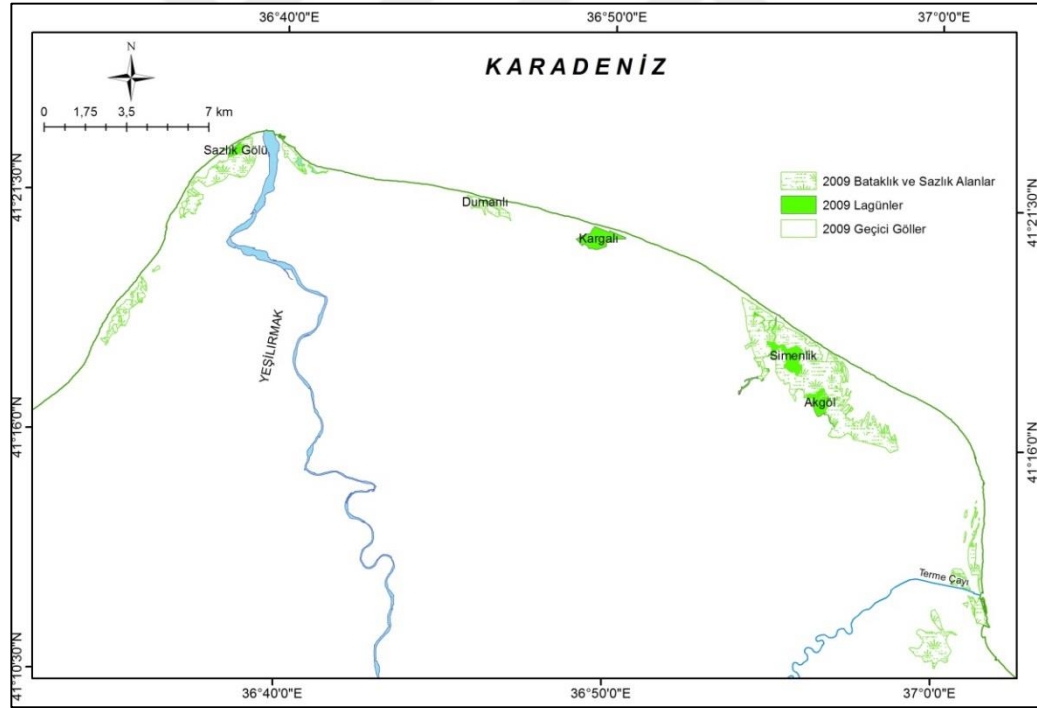 36°40'0"E
36°50'0"E
37°0'0"E
N
KARADENİZ
0 1,75 3,5 7 km
Sazlık Gölü
41°21'30"N
41°21'30"N
2009 Bataklık ve Sazlık Alanlar
2009 Lagünler
2009 Geçici Göller
Dumanlı
Kargalı
YEŞİLIRMAK
Simenlik
Akgöl
41°16'0"N
41°16'0"N
Terme Çayı
41°10'30"N
41°10'30"N
36°40'0"E
36°50'0"E
37°0'0"E